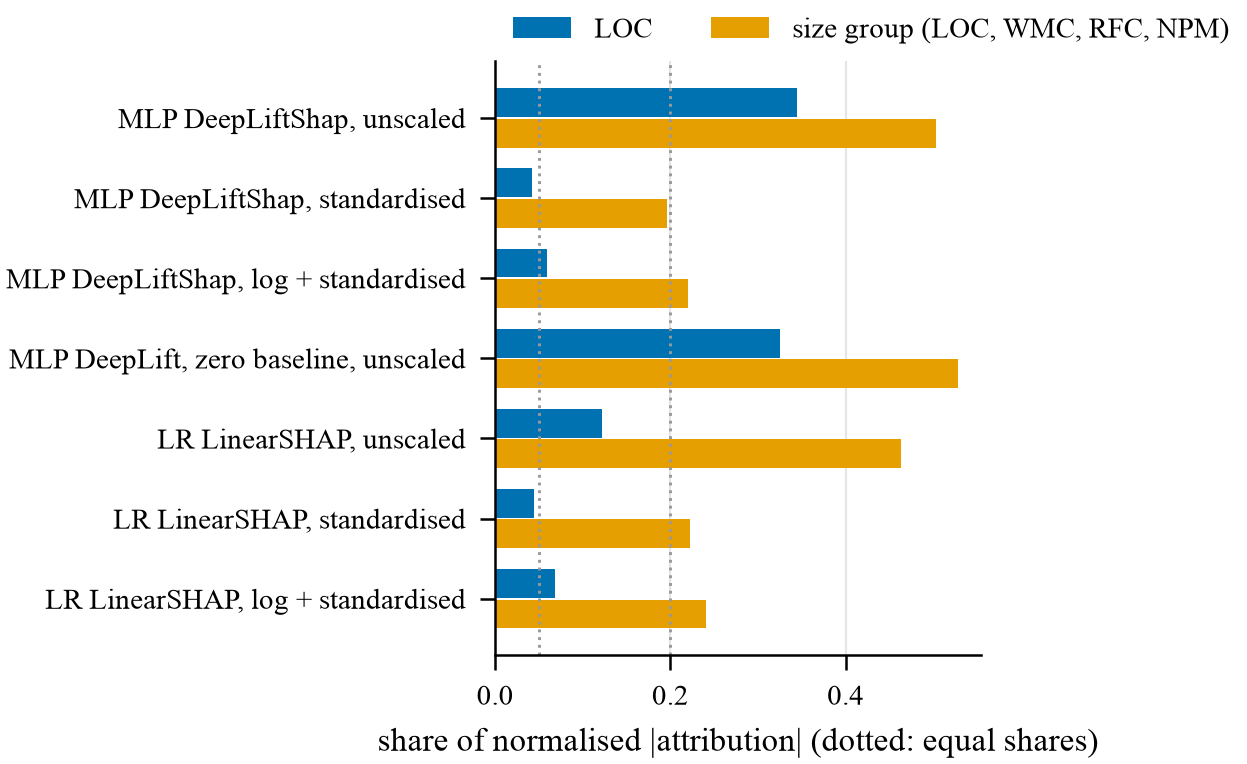 LOC
size group (LOC, WMC, RFC, NPM)
MLP DeepLiftShap, unscaled
MLP DeepLiftShap, standardised
MLP DeepLiftShap, log + standardised
MLP DeepLift, zero baseline, unscaled
LR LinearSHAP, unscaled
LR LinearSHAP, standardised
LR LinearSHAP, log + standardised
0.0 0.2 0.4
share of normalised |attribution| (dotted: equal shares)